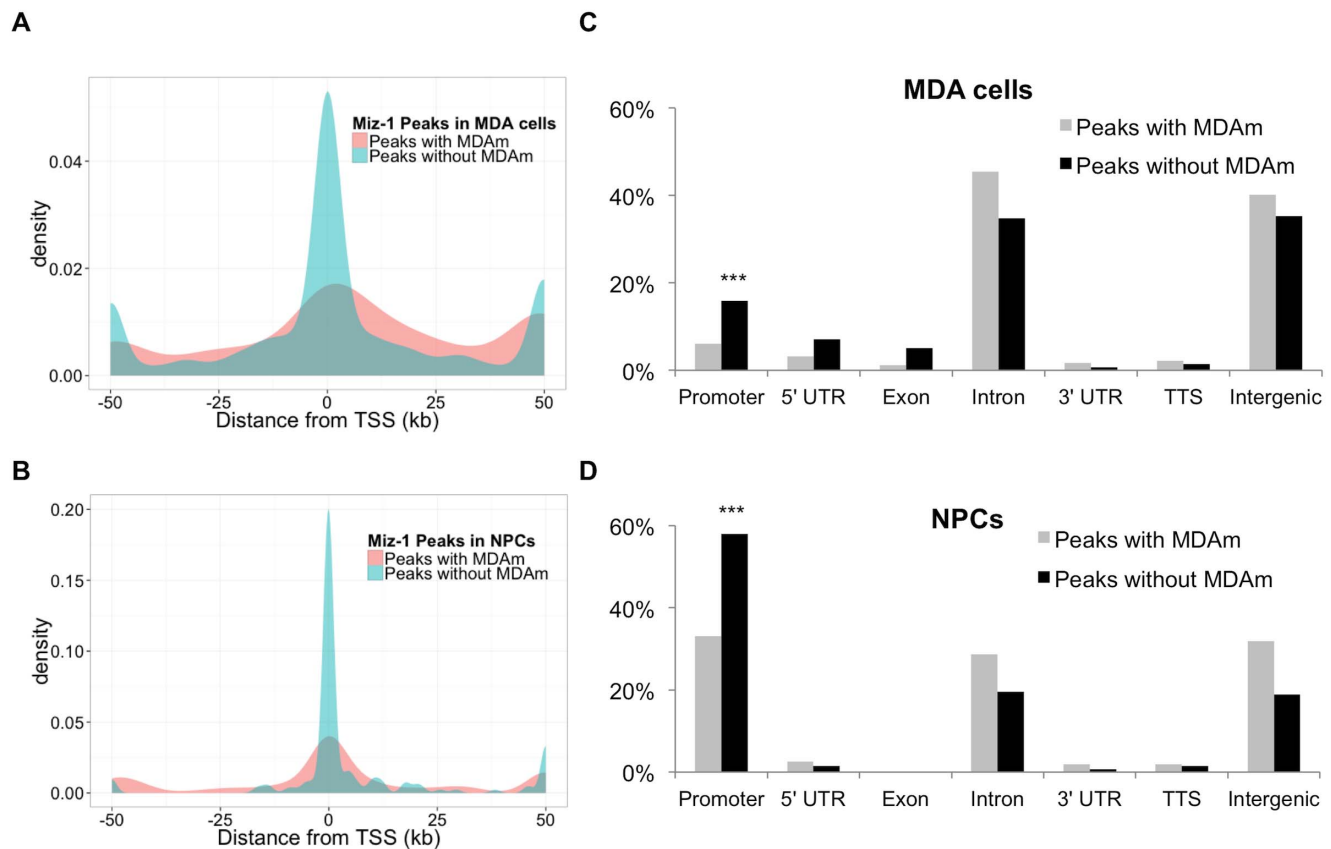 A
Miz-1 Peaks in MDA cells
Peaks with MDAm
Peaks without MDAm
density
0.04
0.02
0.00
-50 -25 0 25 50
Distance from TSS (kb)
B
Miz-1 Peaks in NPCs
Peaks with MDAm
Peaks without MDAm
density
0.20
0.15
0.10
0.05
0.00
-50 -25 0 25 50
Distance from TSS (kb)
C
MDA cells
Peaks with MDAm
Peaks without MDAm
60%
40%
20%
0%
***
Promoter 5' UTR Exon Intron 3' UTR TTS Intergenic
D
NPCs
Peaks with MDAm
Peaks without MDAm
60%
40%
20%
0%
***
Promoter 5' UTR Exon Intron 3' UTR TTS Intergenic